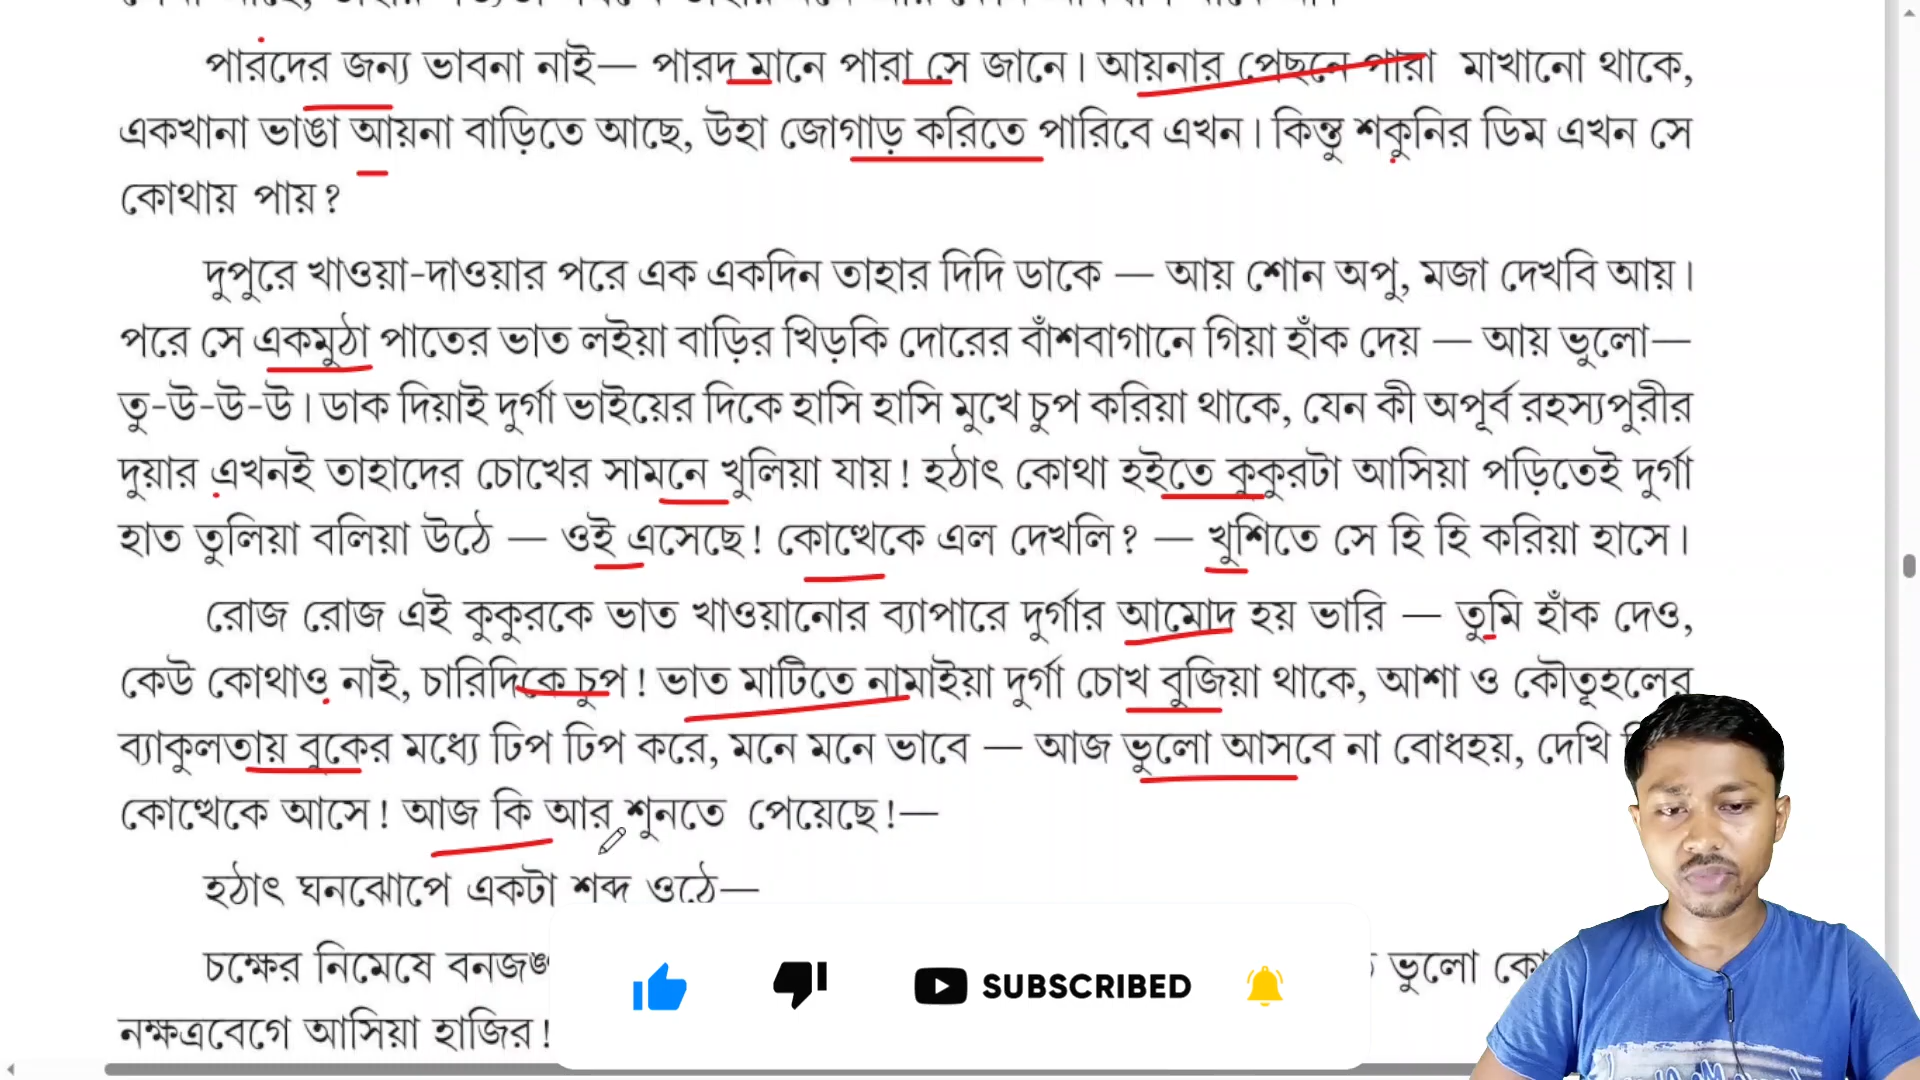 পারদের জন্য ভাবনা নাই— পারদ মানে পারা সে জানে। আয়নার পেছনে পারা মাখানো থাকে,
একখানা ভাঙা আয়না বাড়িতে আছে, উহা জোগাড় করিতে পারিবে এখন। কিন্তু শকুনির ডিম এখন সে
কোথায় পায়?
দুপুরে খাওয়া-দাওয়ার পরে এক একদিন তাহার দিদি ডাকে — আয় শোন অপু, মজা দেখবি আয়।
পরে সে একমুঠা পাতের ভাত লইয়া বাড়ির খিড়কি দোরের বাঁশবাগানে গিয়া হাঁক দেয় — আয় ভুলো—
তু-উ-উ-উ। ডাক দিয়াই দুর্গা ভাইয়ের দিকে হাসি হাসি মুখে চুপ করিয়া থাকে, যেন কী অপূর্ব রহস্যপুরীর
দুয়ার এখনই তাহাদের চোখের সামনে খুলিয়া যায়! হঠাৎ কোথা হইতে কুকুরটা আসিয়া পড়িতেই দুর্গা
হাত তুলিয়া বলিয়া উঠে — ওই এসেছে! কোত্থেকে এল দেখলি? — খুশিতে সে হি হি করিয়া হাসে।
রোজ রোজ এই কুকুরকে ভাত খাওয়ানোর ব্যাপারে দুর্গার আমোদ হয় ভারি — তুমি হাঁক দেও,
কেউ কোথাও নাই, চারিদিকে চুপ! ভাত মাটিতে নামাইয়া দুর্গা চোখ বুজিয়া থাকে, আশা ও কৌতূহলের
ব্যাকুলতায় বুকের মধ্যে ঢিপ ঢিপ করে, মনে মনে ভাবে — আজ ভুলো আসবে না বোধহয়, দেখি
কোত্থেকে আসে! আজ কি আর শুনতে পেয়েছে!—
হঠাৎ ঘনঝোপে একটা শব্দ ওঠে—
চক্ষের নিমেষে ভুলো
নক্ষত্রবেগে আসিয়া হাজির!
SUBSCRIBED